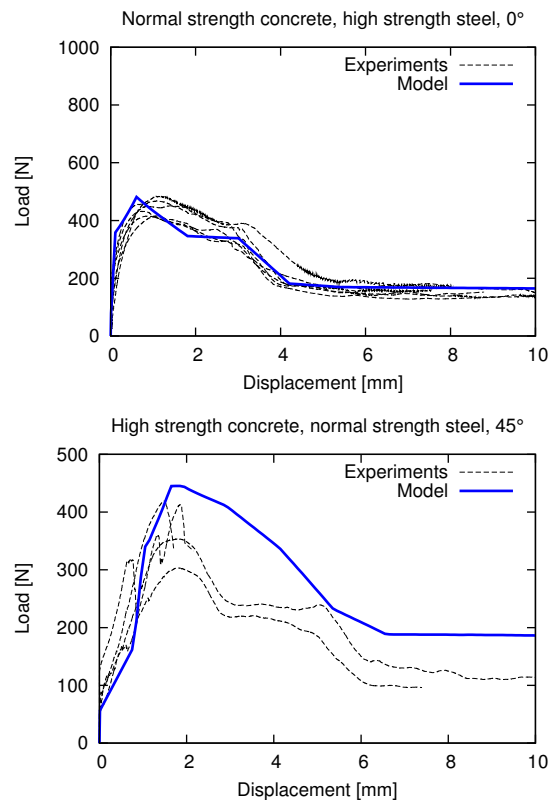 Normal strength concrete, high strength steel, 0°
1000
800
600
400
200
0
Load [N]
Experiments
Model
0 2 4 6 8 10
Displacement [mm]
High strength concrete, normal strength steel, 45°
500
400
300
200
100
0
Load [N]
Experiments
Model
0 2 4 6 8 10
Displacement [mm]